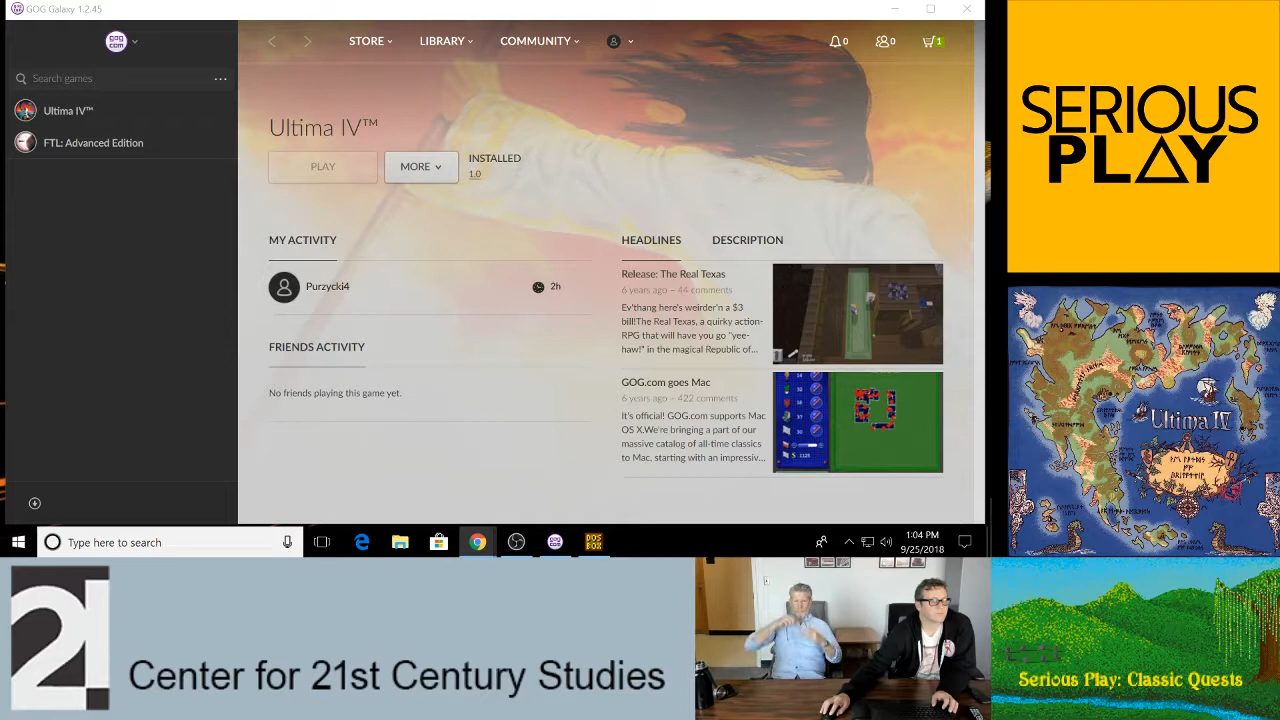 GOG Galaxy 1.2.45
gog
com
STORE
LIBRARY
COMMUNITY
0
0
1
Search games
Ultima IV™
FTL: Advanced Edition
Ultima IV™
PLAY
MORE
INSTALLED
1.0
MY ACTIVITY
Purzycki4
2h
FRIENDS ACTIVITY
No friends playing this game yet.
HEADLINES
DESCRIPTION
Release: The Real Texas
6 years ago – 44 comments
Ev'thang here's weirder'n a $3
bill!The Real Texas, a quirky action-
RPG that will have you go "yee-
haw!" in the magical Republic of...
GOG.com goes Mac
6 years ago – 422 comments
It's official! GOG.com supports Mac
OS X.We're bringing a part of our
massive catalog of all-time classics
to Mac, starting with an impressiv...
Type here to search
DOS
BOX
1:04 PM
9/25/2018
SERIOUS
PLAY
Ultima IV
21
Center for 21st Century Studies
Serious Play: Classic Quests